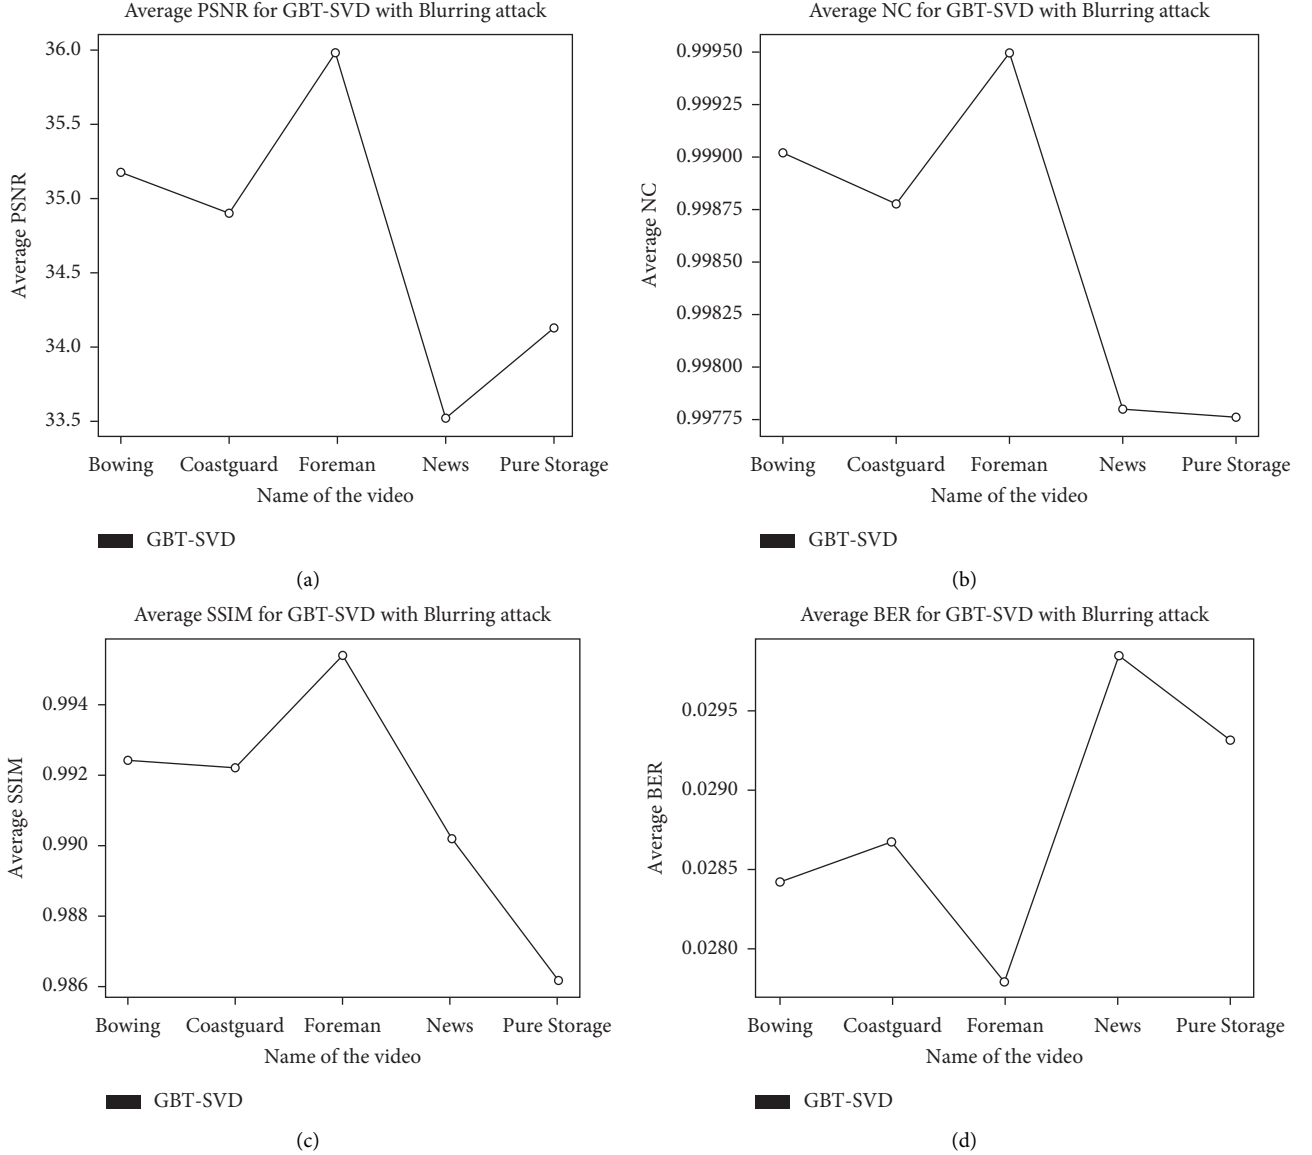 Average PSNR for GBT-SVD with Blurring attack
36.0
35.5
35.0
34.5
34.0
33.5
Average PSNR
Bowing Coastguard Foreman News Pure Storage
Name of the video
GBT-SVD
(a)
Average NC for GBT-SVD with Blurring attack
0.99950
0.99925
0.99900
0.99875
0.99850
0.99825
0.99800
0.99775
Average NC
Bowing Coastguard Foreman News Pure Storage
Name of the video
GBT-SVD
(b)
Average SSIM for GBT-SVD with Blurring attack
0.994
0.992
0.990
0.988
0.986
Average SSIM
Bowing Coastguard Foreman News Pure Storage
Name of the video
GBT-SVD
(c)
Average BER for GBT-SVD with Blurring attack
0.0295
0.0290
0.0285
0.0280
Average BER
Bowing Coastguard Foreman News Pure Storage
Name of the video
GBT-SVD
(d)